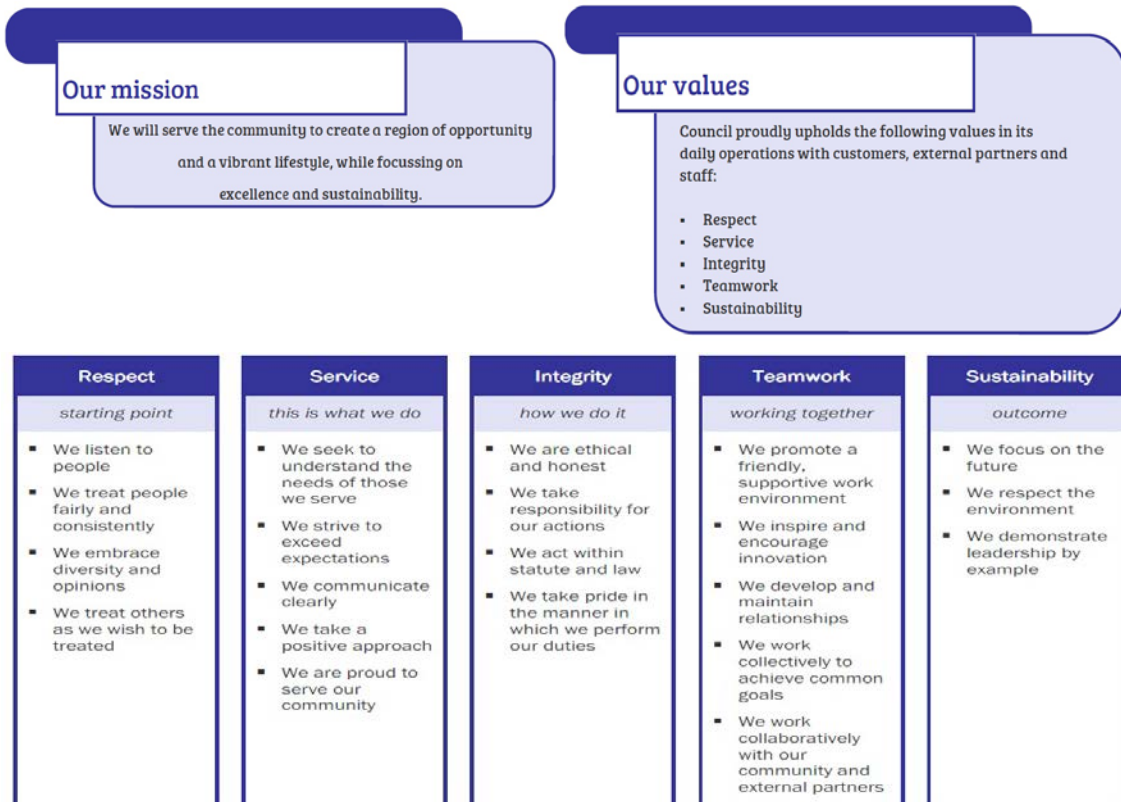 Our mission
We will serve the community to create a region of opportunity
and a vibrant lifestyle, while focussing on
excellence and sustainability.
Our values
Council proudly upholds the following values in its
daily operations with customers, external partners and
staff:
▪ Respect
▪ Service
▪ Integrity
▪ Teamwork
▪ Sustainability
Respect
starting point
▪ We listen to
people
▪ We treat people
fairly and
consistently
▪ We embrace
diversity and
opinions
▪ We treat others
as we wish to be
treated
Service
this is what we do
▪ We seek to
understand the
needs of those
we serve
▪ We strive to
exceed
expectations
▪ We communicate
clearly
▪ We take a
positive approach
▪ We are proud to
serve our
community
Integrity
how we do it
▪ We are ethical
and honest
▪ We take
responsibility for
our actions
▪ We act within
statute and law
▪ We take pride in
the manner in
which we perform
our duties
Teamwork
working together
▪ We promote a
friendly,
supportive work
environment
▪ We inspire and
encourage
innovation
▪ We develop and
maintain
relationships
▪ We work
collectively to
achieve common
goals
▪ We work
collaboratively
with our
community and
external partners
Sustainability
outcome
▪ We focus on the
future
▪ We respect the
environment
▪ We demonstrate
leadership by
example